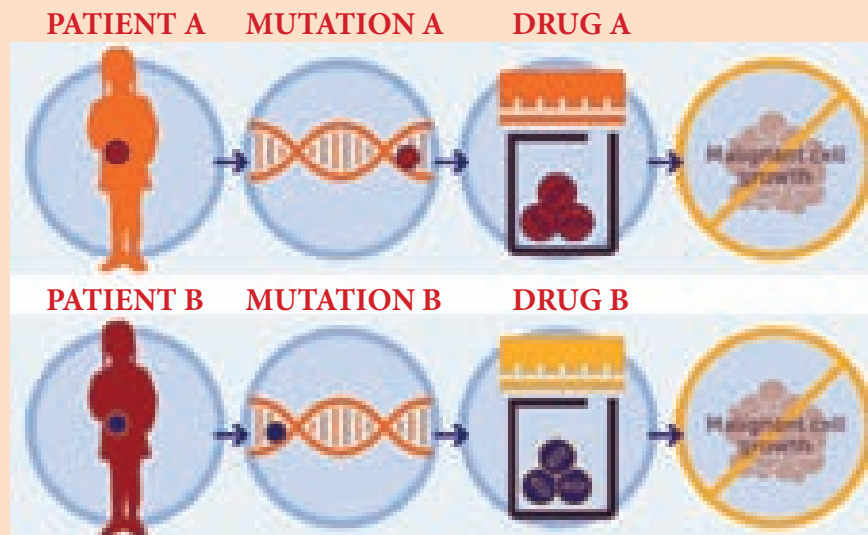 PATIENT A MUTATION A DRUG A
Malignant cell
growth
PATIENT B MUTATION B DRUG B
Malignant cell
growth